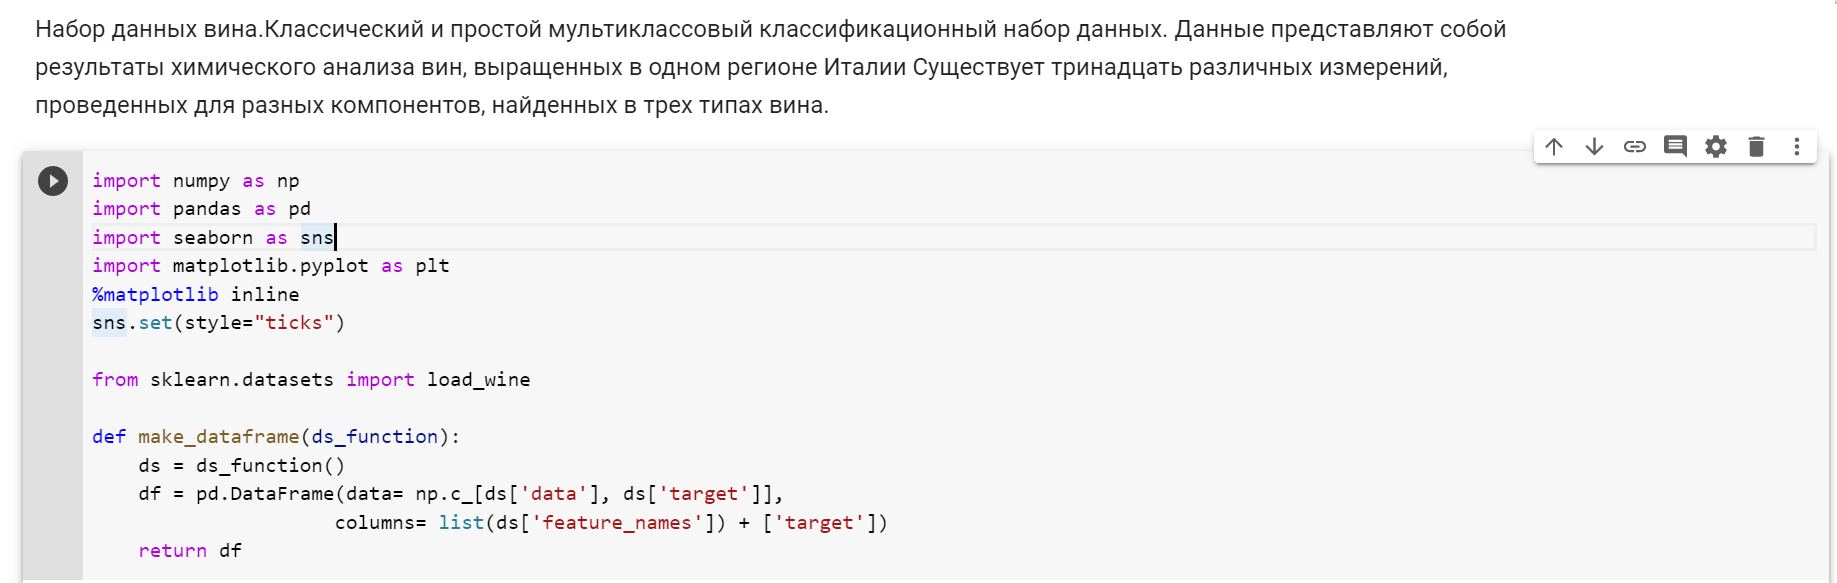 Набор данных вина.Классический и простой мультиклассовый классификационный набор данных. Данные представляют собой
результаты химического анализа вин, выращенных в одном регионе Италии Существует тринадцать различных измерений,
проведенных для разных компонентов, найденных в трех типах вина.
import numpy as np
import pandas as pd
import seaborn as sns
import matplotlib.pyplot as plt
%matplotlib inline
sns.set(style="ticks")
from sklearn.datasets import load_wine
def make_dataframe(ds_function):
    ds = ds_function()
    df = pd.DataFrame(data= np.c_[ds['data'], ds['target']],
                     columns= list(ds['feature_names']) + ['target'])
    return df